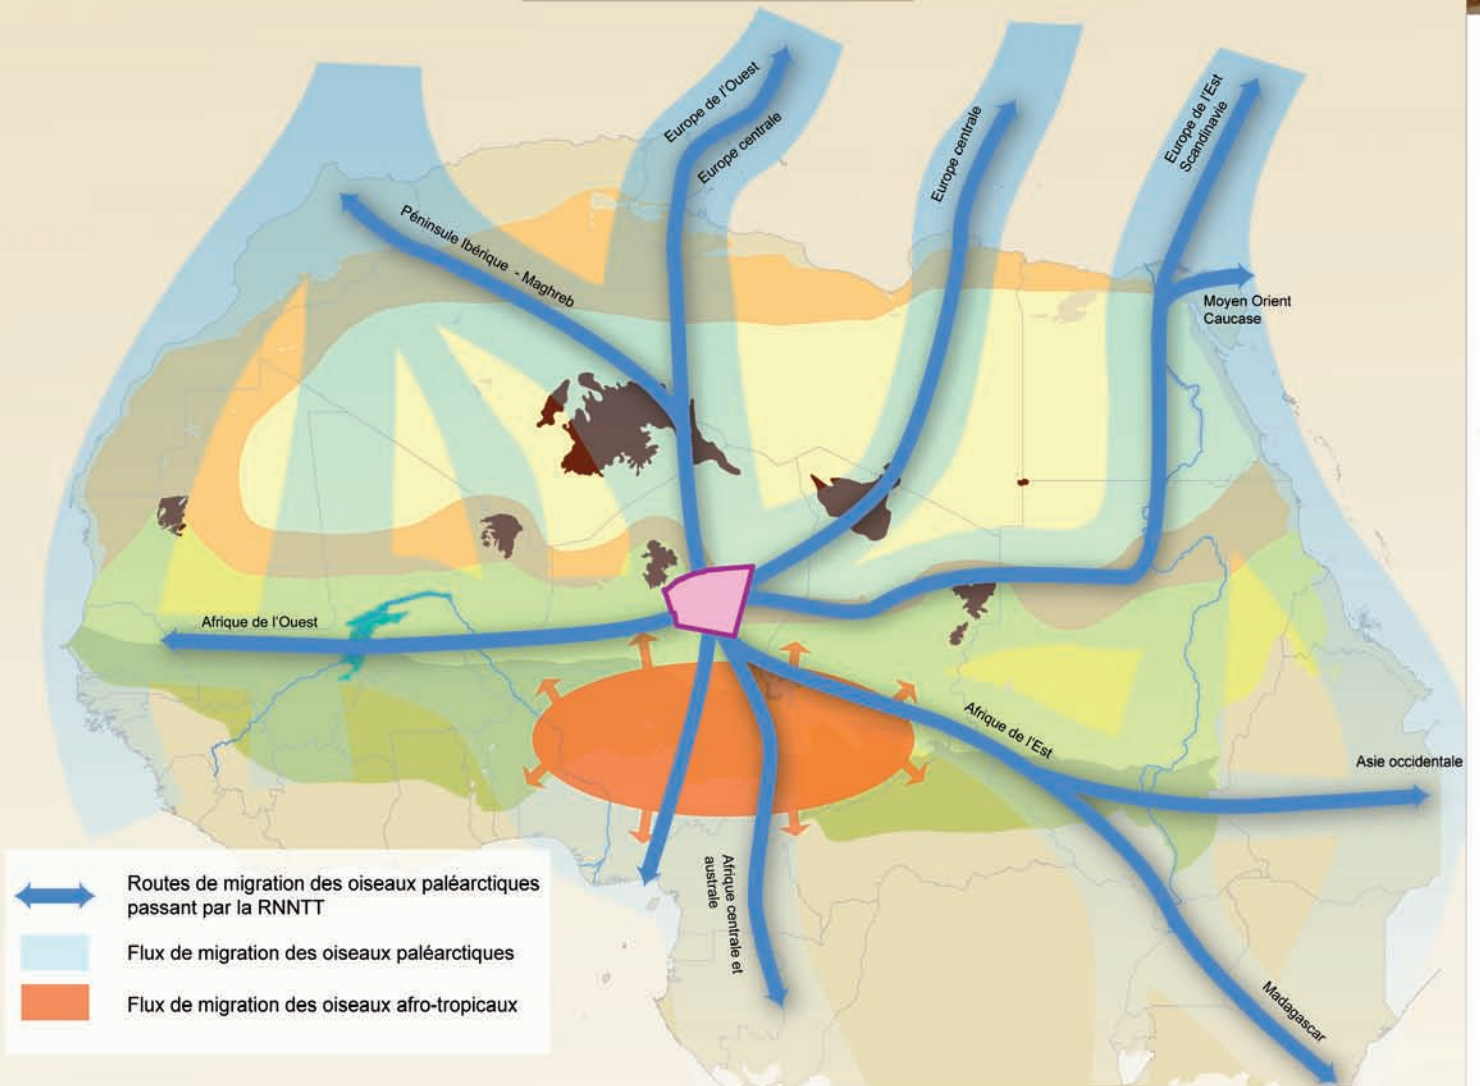 Europe de l'Ouest
Europe centrale
Europe centrale
Europe de l'Est
Scandinavie
Péninsule Ibérique - Maghreb
Moyen Orient
Caucase
Afrique de l'Ouest
Afrique de l'Est
Asie occidentale
Afrique centrale et
australe
Madagascar
Routes de migration des oiseaux paléarctiques
passant par la RNNTT
Flux de migration des oiseaux paléarctiques
Flux de migration des oiseaux afro-tropicaux